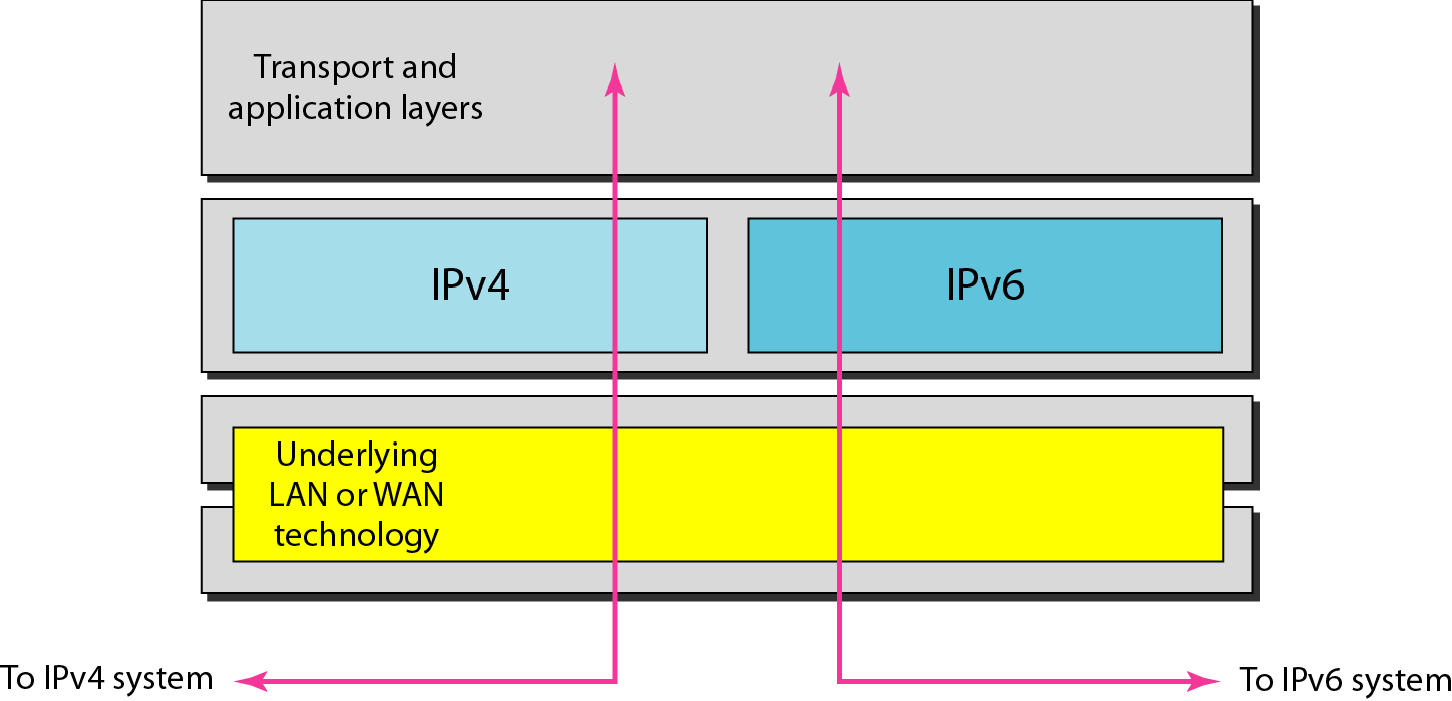 Transport and
application layers
IPv4
IPv6
Underlying
LAN or WAN
technology
To IPv4 system
To IPv6 system